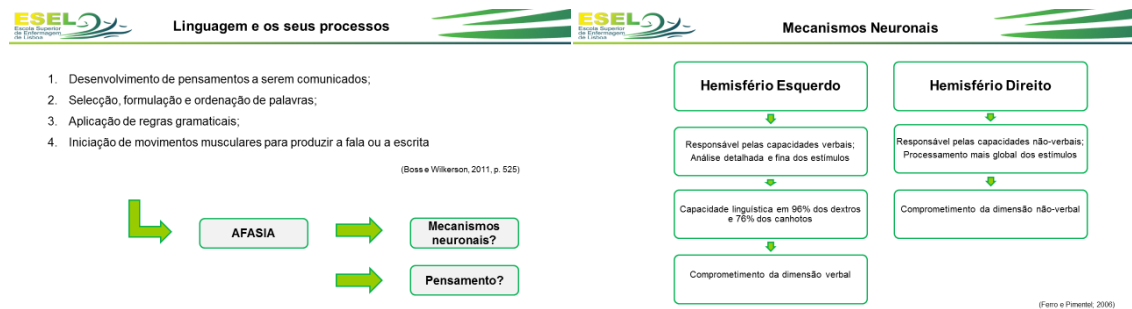 ESEL
Escola Superior
de Enfermagem
de Lisboa
Linguagem e os seus processos
1. Desenvolvimento de pensamentos a serem comunicados;
2. Selecção, formulação e ordenação de palavras;
3. Aplicação de regras gramaticais;
4. Iniciação de movimentos musculares para produzir a fala ou a escrita
(Boss e Wilkerson, 2011, p. 525)
AFASIA
Mecanismos
neuronais?
Pensamento?
ESEL
Escola Superior
de Enfermagem
de Lisboa
Mecanismos Neuronais
Hemisfério Esquerdo
Responsável pelas capacidades verbais;
Análise detalhada e fina dos estímulos
Capacidade linguística em 96% dos dextros
e 76% dos canhotos
Comprometimento da dimensão verbal
Hemisfério Direito
Responsável pelas capacidades não-verbais;
Processamento mais global dos estímulos
Comprometimento da dimensão não-verbal
(Ferro e Pimentel; 2006)